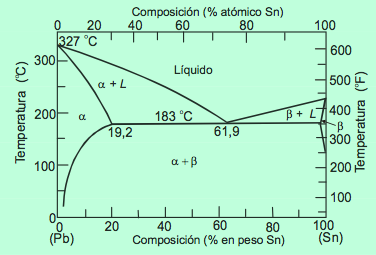 Composición (% atómico Sn)
0 20 40 60 80 100
327 °C
Temperatura (°C)
300
200
100
0
Líquido
α + L
α
183 °C
β + L
β
19,2
61,9
α + β
600
500
400
300
200
100
Temperatura (°F)
0 20 40 60 80 100
(Pb) Composición (% en peso Sn) (Sn)